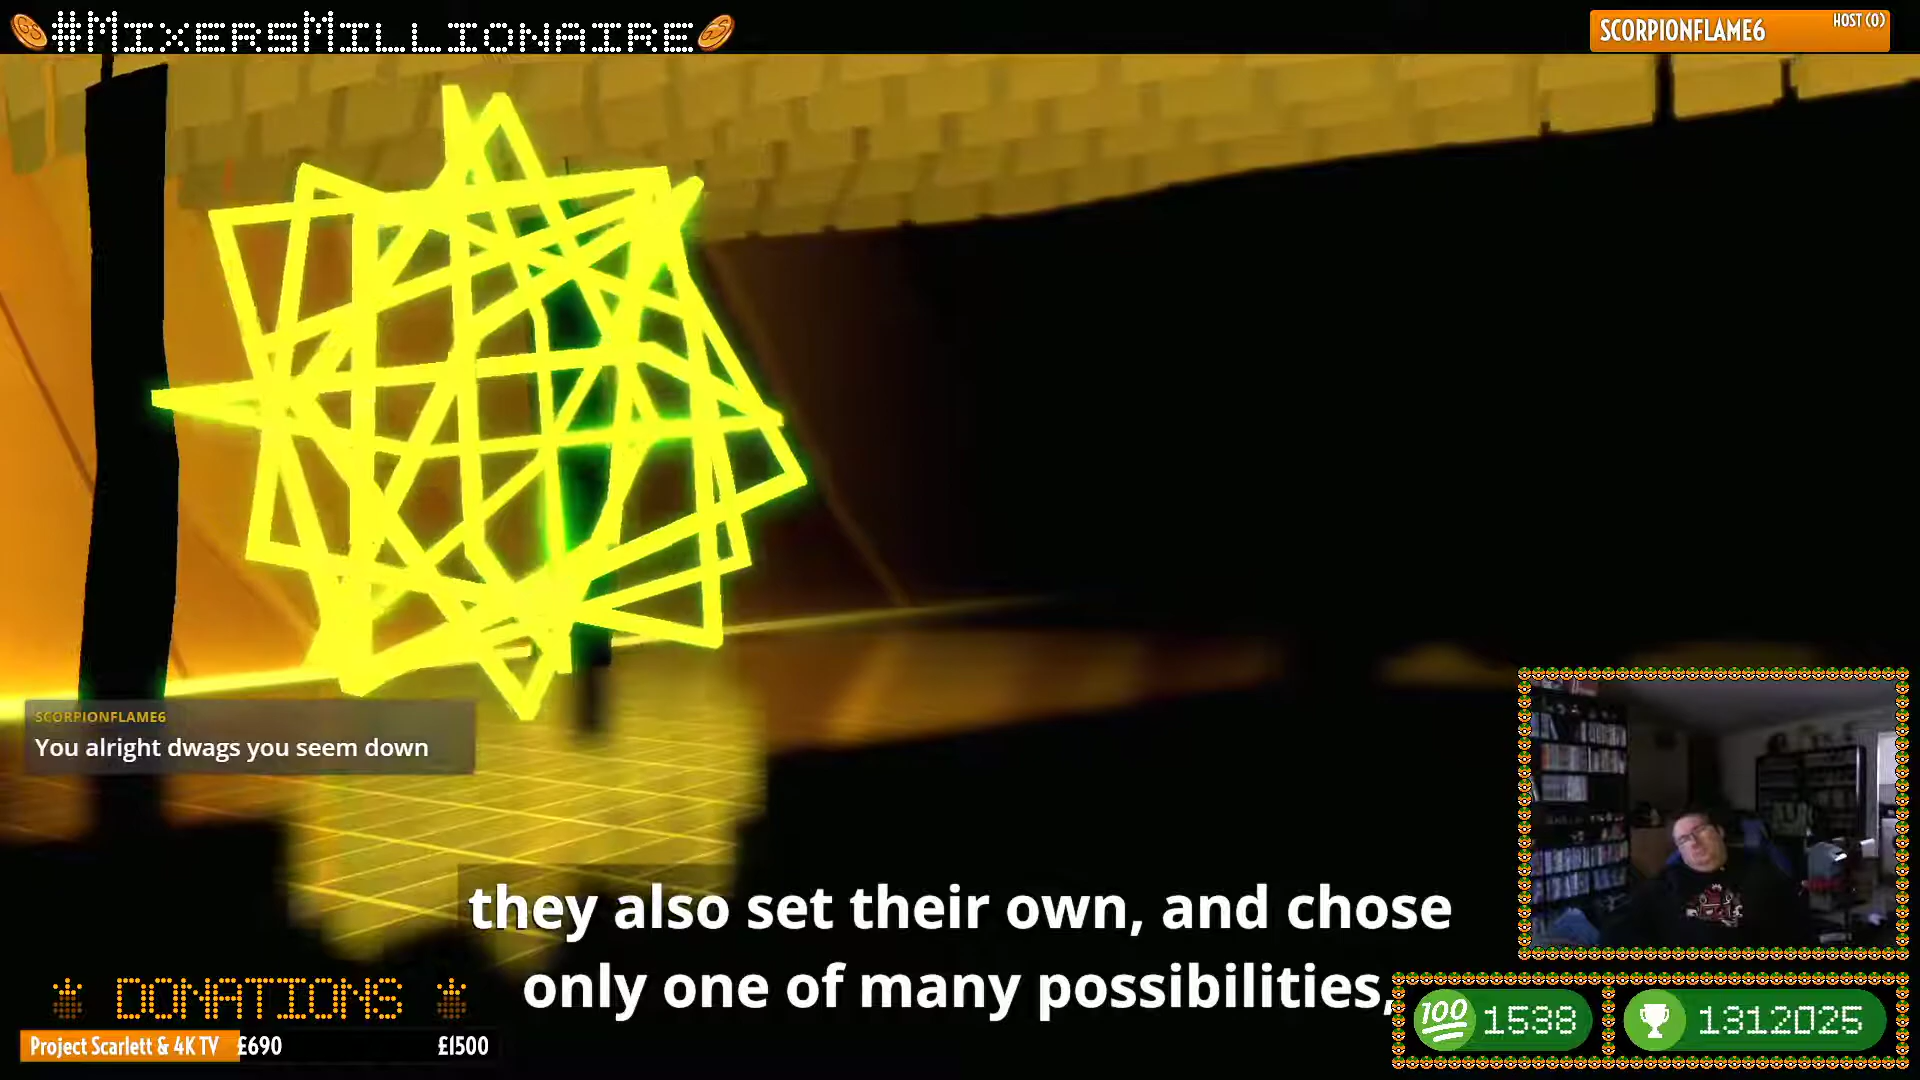 #MIXERSMILLIONAIRE
SCORPIONFLAME6
HOST (0)
SCORPIONFLAME6
You alright dwags you seem down
they also set their own, and chose
only one of many possibilities,
DONATIONS
Project Scarlett & 4K TV £690 £1500
100 1538
1312025